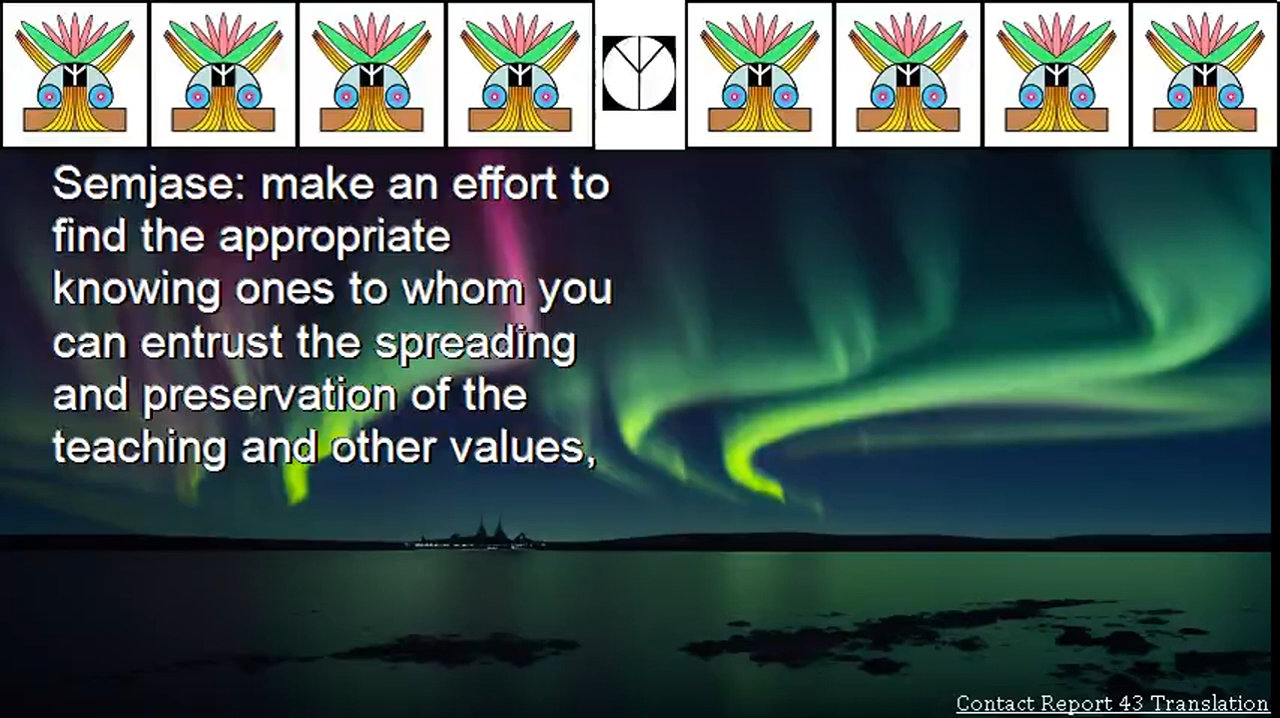 Semjase: make an effort to
find the appropriate
knowing ones to whom you
can entrust the spreading
and preservation of the
teaching and other values,
Contact Report 43 Translation